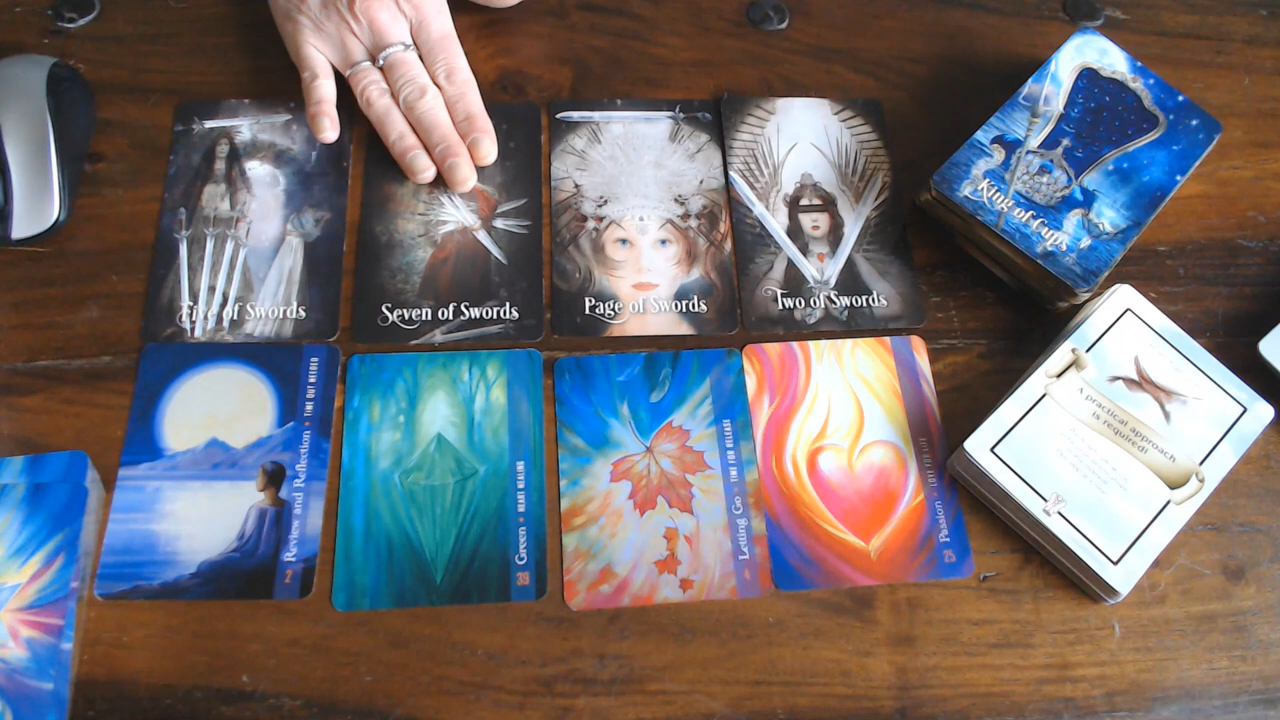 Five of Swords
Seven of Swords
Page of Swords
Two of Swords
King of Cups
2 Review and Reflection • TIME OUT NEEDED
39 Green • HEART HEALING
4 Letting Go • TIME FOR RELEASE
25 Passion • LOVE YOUR LIFE
A practical approach
is required!